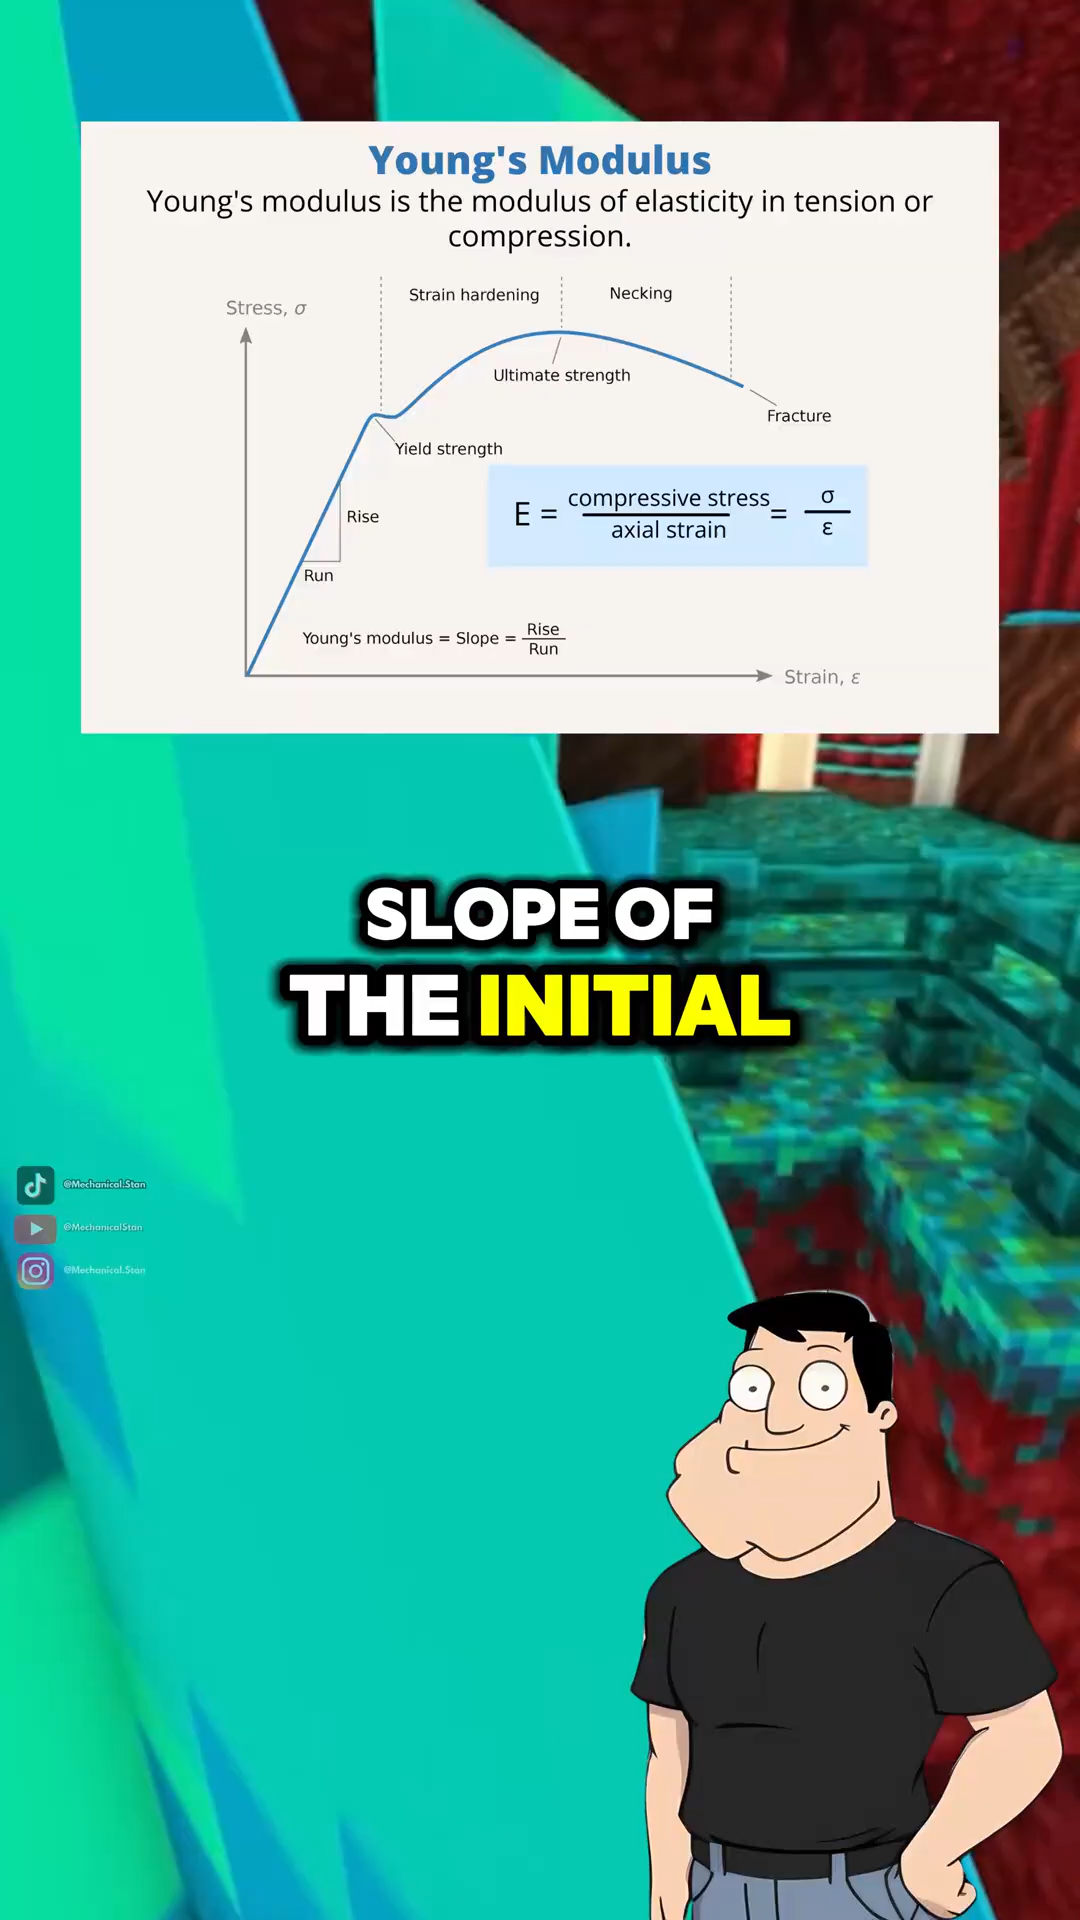 Young's Modulus
Young's modulus is the modulus of elasticity in tension or
compression.
Stress, σ
Strain hardening
Necking
Ultimate strength
Fracture
Yield strength
E = compressive stress / axial strain = σ / ε
Rise
Run
Young's modulus = Slope = Rise / Run
Strain, ε
SLOPE OF
THE INITIAL
@Mechanical.Stan
@MechanicalStan
@Mechanical.Stan